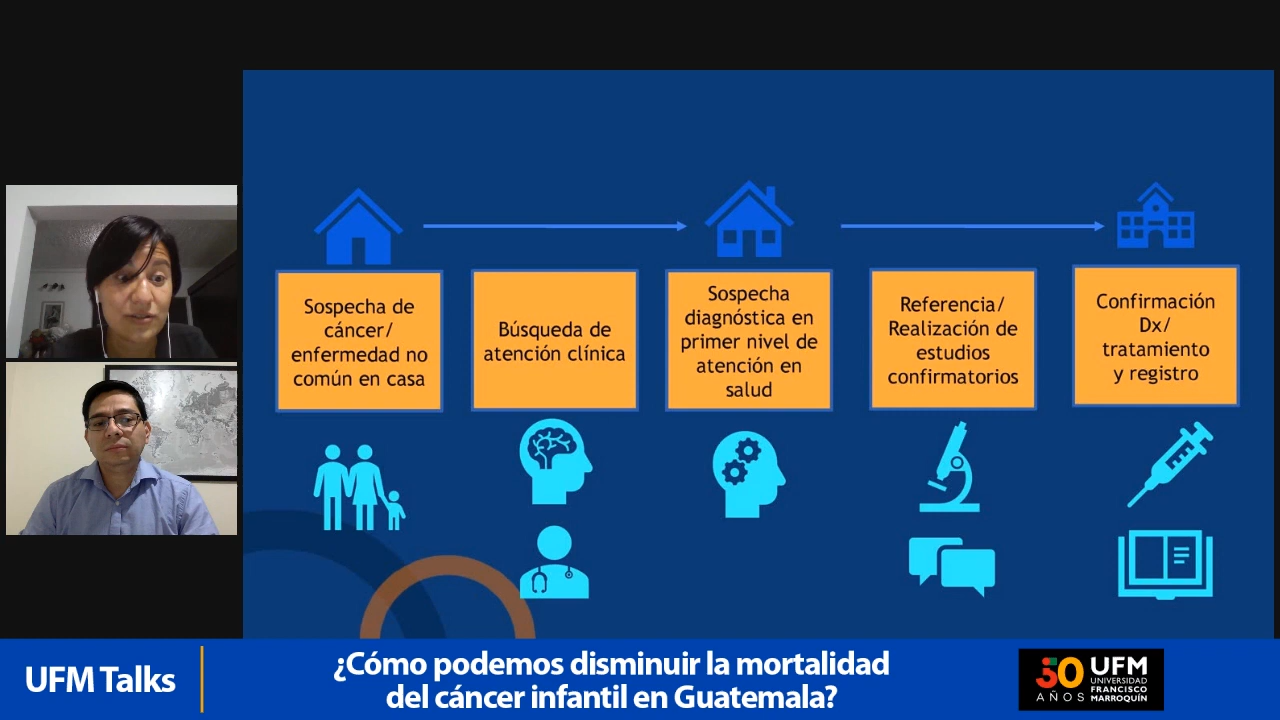 Sospecha de
cáncer/
enfermedad no
común en casa
Búsqueda de
atención clínica
Sospecha
diagnóstica en
primer nivel de
atención en
salud
Referencia/
Realización de
estudios
confirmatorios
Confirmación
Dx/
tratamiento
y registro
UFM Talks
¿Cómo podemos disminuir la mortalidad
del cáncer infantil en Guatemala?
50
AÑOS
UFM
UNIVERSIDAD
FRANCISCO
MARROQUÍN